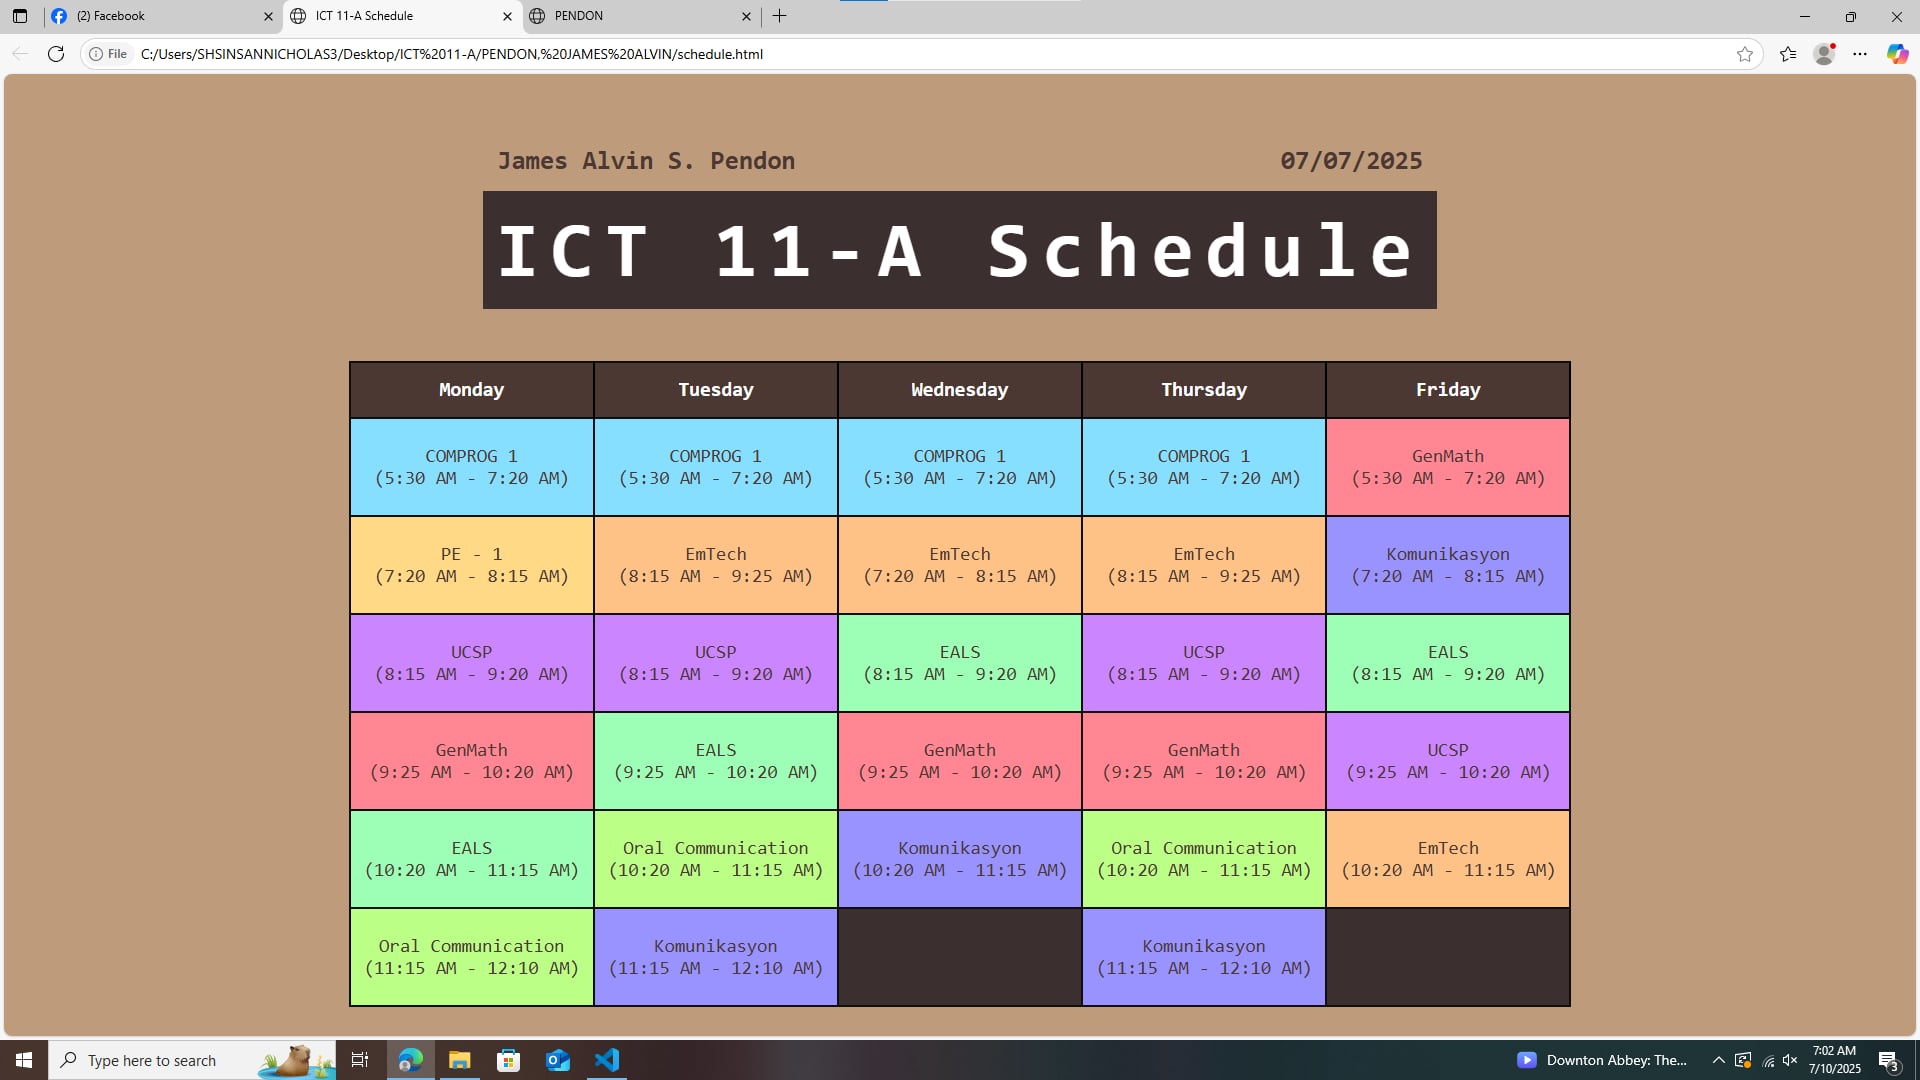 (2) Facebook
ICT 11-A Schedule
PENDON
File
C:/Users/SHSINSANNICHOLAS3/Desktop/ICT%2011-A/PENDON,%20JAMES%20ALVIN/schedule.html
James Alvin S. Pendon
07/07/2025
ICT 11-A Schedule
Monday Tuesday Wednesday Thursday Friday
COMPROG 1 COMPROG 1 COMPROG 1 COMPROG 1 GenMath
(5:30 AM - 7:20 AM) (5:30 AM - 7:20 AM) (5:30 AM - 7:20 AM) (5:30 AM - 7:20 AM) (5:30 AM - 7:20 AM)
PE - 1 EmTech EmTech EmTech Komunikasyon
(7:20 AM - 8:15 AM) (8:15 AM - 9:25 AM) (7:20 AM - 8:15 AM) (8:15 AM - 9:25 AM) (7:20 AM - 8:15 AM)
UCSP UCSP EALS UCSP EALS
(8:15 AM - 9:20 AM) (8:15 AM - 9:20 AM) (8:15 AM - 9:20 AM) (8:15 AM - 9:20 AM) (8:15 AM - 9:20 AM)
GenMath EALS GenMath GenMath UCSP
(9:25 AM - 10:20 AM) (9:25 AM - 10:20 AM) (9:25 AM - 10:20 AM) (9:25 AM - 10:20 AM) (9:25 AM - 10:20 AM)
EALS Oral Communication Komunikasyon Oral Communication EmTech
(10:20 AM - 11:15 AM) (10:20 AM - 11:15 AM) (10:20 AM - 11:15 AM) (10:20 AM - 11:15 AM) (10:20 AM - 11:15 AM)
Oral Communication Komunikasyon Komunikasyon
(11:15 AM - 12:10 AM) (11:15 AM - 12:10 AM) (11:15 AM - 12:10 AM)
Type here to search
Downton Abbey: The...
7:02 AM
7/10/2025
3